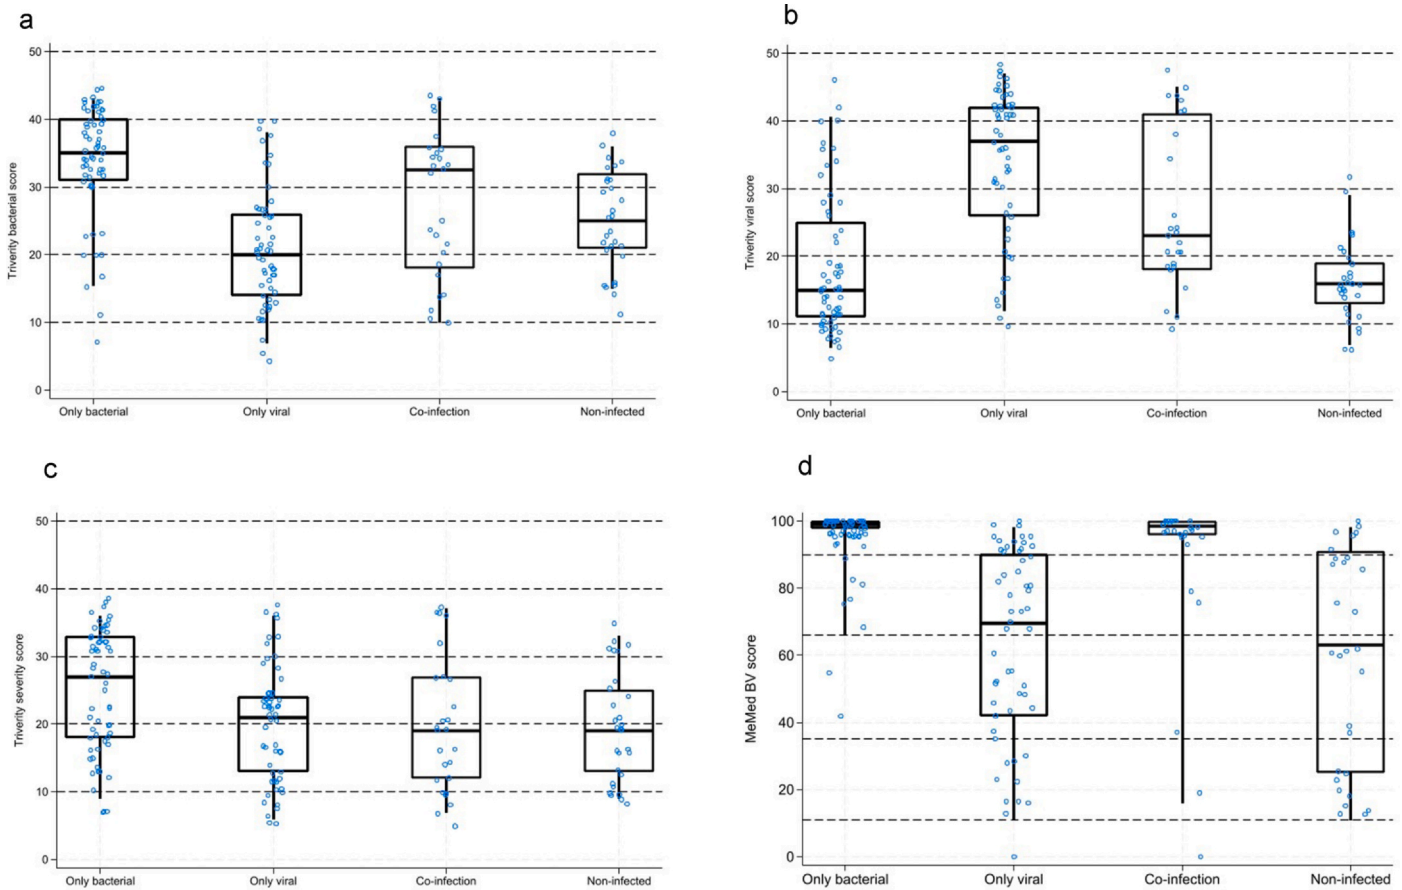 a
Triverity bacterial score
50
40
30
20
10
0
Only bacterial
Only viral
Co-infection
Non-infected
b
Triverity viral score
50
40
30
20
10
0
Only bacterial
Only viral
Co-infection
Non-infected
c
Triverity severity score
50
40
30
20
10
0
Only bacterial
Only viral
Co-infection
Non-infected
d
MeMed BV score
100
80
60
40
20
0
Only bacterial
Only viral
Co-infection
Non-infected